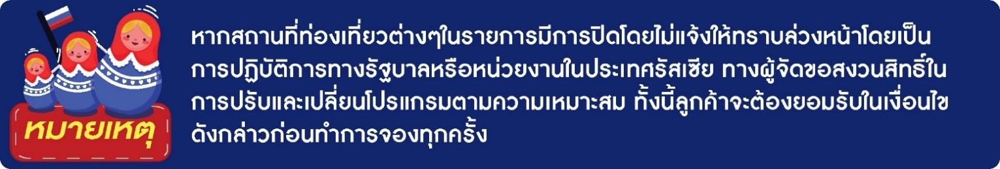 หากสถานที่ท่องเที่ยวต่างๆในรายการมีการปิดโดยไม่แจ้งให้ทราบล่วงหน้าโดยเป็น
การปฏิบัติการทางรัฐบาลหรือหน่วยงานในประเทศรัสเซีย ทางผู้จัดขอสงวนสิทธิ์ใน
การปรับและเปลี่ยนโปรแกรมตามความเหมาะสม ทั้งนี้ลูกค้าจะต้องยอมรับในเงื่อนไข
ดังกล่าวก่อนทำการจองทุกครั้ง
หมายเหตุ